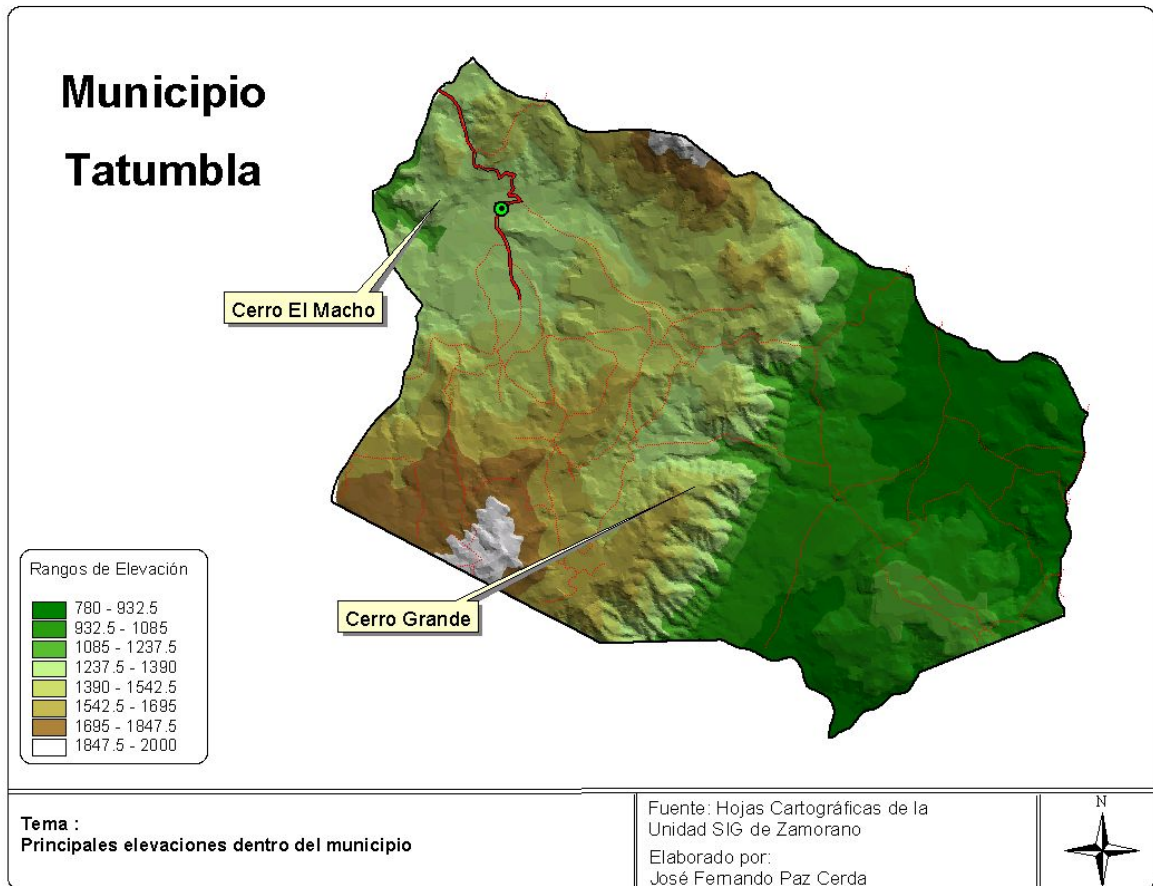 Municipio
Tatumbla
Cerro El Macho
Cerro Grande
Rangos de Elevación
780 - 932.5
932.5 - 1085
1085 - 1237.5
1237.5 - 1390
1390 - 1542.5
1542.5 - 1695
1695 - 1847.5
1847.5 - 2000
Tema :
Principales elevaciones dentro del municipio
Fuente: Hojas Cartográficas de la
Unidad SIG de Zamorano
Elaborado por:
José Fernando Paz Cerda
N